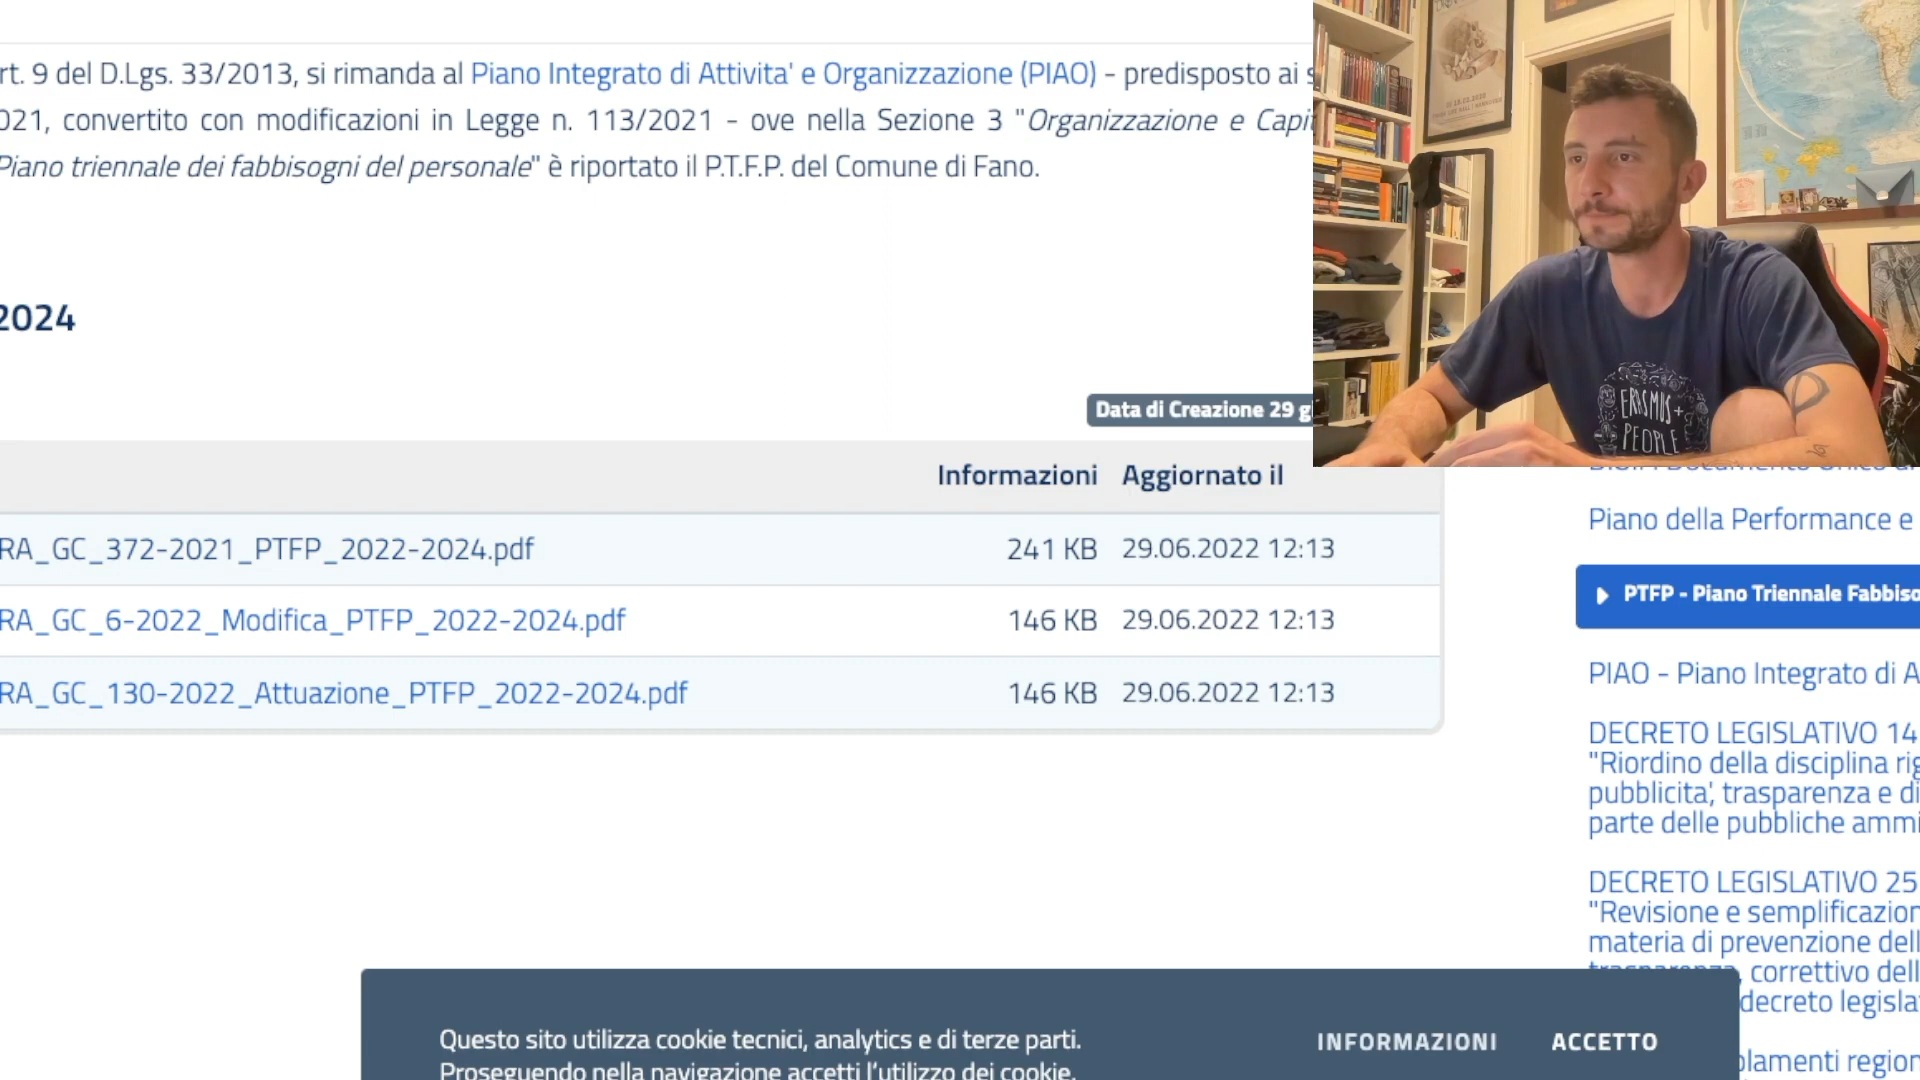 rt. 9 del D.Lgs. 33/2013, si rimanda al Piano Integrato di Attivita' e Organizzazione (PIAO) - predisposto ai
021, convertito con modificazioni in Legge n. 113/2021 - ove nella Sezione 3 "Organizzazione e Capit
Piano triennale dei fabbisogni del personale" è riportato il P.T.F.P. del Comune di Fano.
2024
Data di Creazione 29 g
Informazioni Aggiornato il
RA_GC_372-2021_PTFP_2022-2024.pdf 241 KB 29.06.2022 12:13
RA_GC_6-2022_Modifica_PTFP_2022-2024.pdf 146 KB 29.06.2022 12:13
RA_GC_130-2022_Attuazione_PTFP_2022-2024.pdf 146 KB 29.06.2022 12:13
ERASMUS+
PEOPLE
Piano della Performance e
PTFP - Piano Triennale Fabbiso
PIAO - Piano Integrato di A
DECRETO LEGISLATIVO 14
"Riordino della disciplina rig
pubblicita', trasparenza e di
parte delle pubbliche ammi
DECRETO LEGISLATIVO 25
"Revisione e semplificazion
materia di prevenzione dell
trasparenza, correttivo dell
decreto legisla
olamenti region
Questo sito utilizza cookie tecnici, analytics e di terze parti.
Proseguendo nella navigazione accetti l'utilizzo dei cookie.
INFORMAZIONI ACCETTO